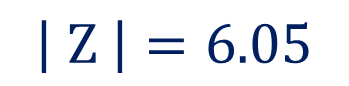 | Z | = 6.05